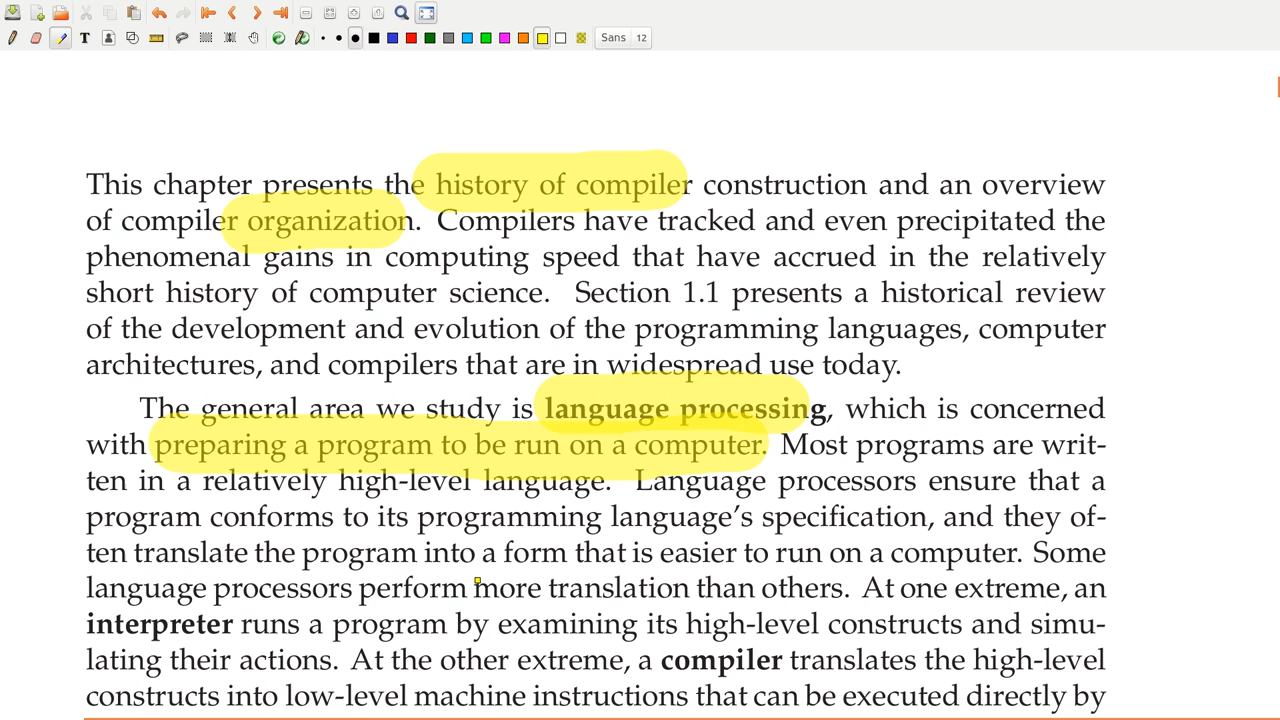 Sans 12
This chapter presents the history of compiler construction and an overview
of compiler organization. Compilers have tracked and even precipitated the
phenomenal gains in computing speed that have accrued in the relatively
short history of computer science. Section 1.1 presents a historical review
of the development and evolution of the programming languages, computer
architectures, and compilers that are in widespread use today.
The general area we study is language processing, which is concerned
with preparing a program to be run on a computer. Most programs are writ-
ten in a relatively high-level language. Language processors ensure that a
program conforms to its programming language’s specification, and they of-
ten translate the program into a form that is easier to run on a computer. Some
language processors perform more translation than others. At one extreme, an
interpreter runs a program by examining its high-level constructs and simu-
lating their actions. At the other extreme, a compiler translates the high-level
constructs into low-level machine instructions that can be executed directly by